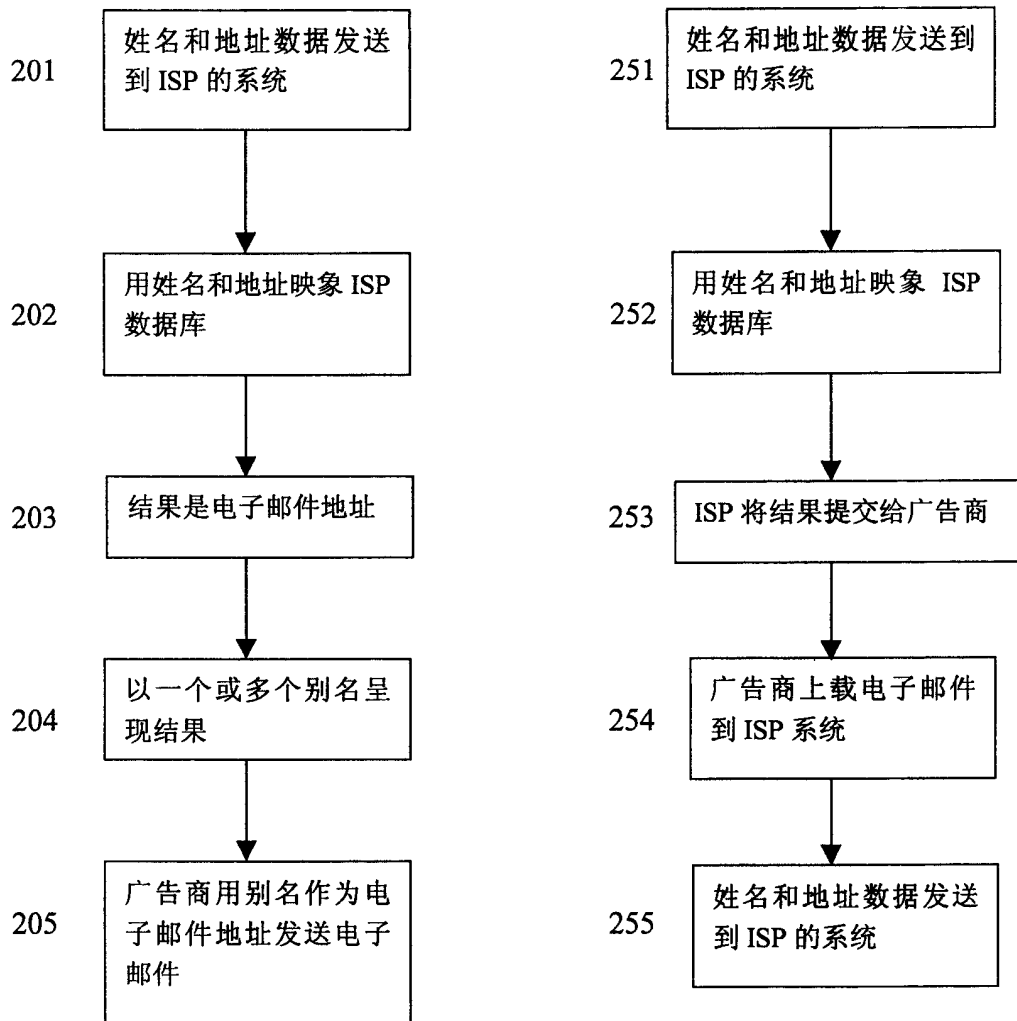 201
姓名和地址数据发送
到 ISP 的系统
202
用姓名和地址映象 ISP
数据库
203
结果是电子邮件地址
204
以一个或多个别名呈
现结果
205
广告商用别名作为电
子邮件地址发送电子
邮件
251
姓名和地址数据发送到
ISP 的系统
252
用姓名和地址映象 ISP
数据库
253
ISP 将结果提交给广告商
254
广告商上载电子邮件
到 ISP 系统
255
姓名和地址数据发送
到 ISP 的系统